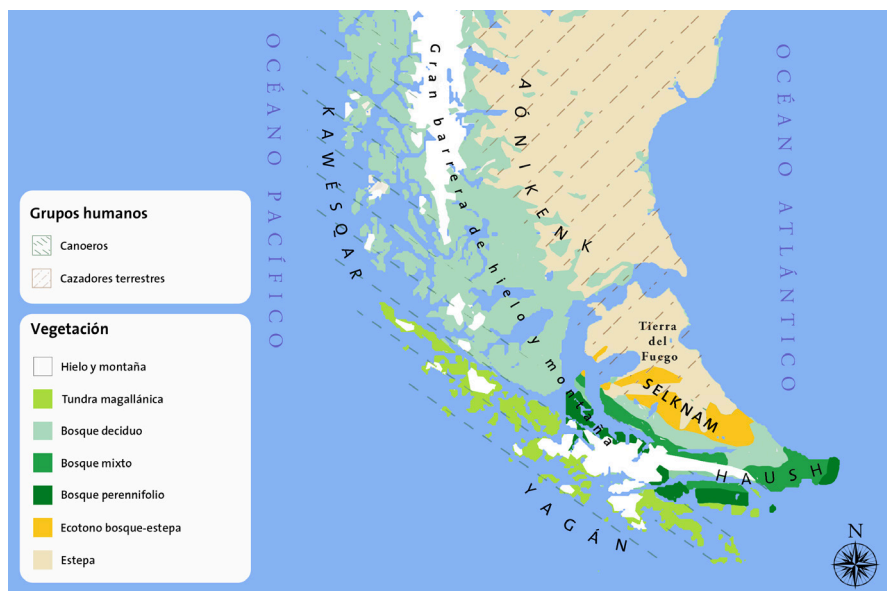 OCÉANO PACÍFICO
OCÉANO ATLÁNTICO
Gran barrera de hielo y montaña
KAWÉSQAR
AÓNIKENK
Tierra
del
Fuego
SELKNAM
HAUSH
YAGÁN
Grupos humanos
Canoeros
Cazadores terrestres
Vegetación
Hielo y montaña
Tundra magallánica
Bosque deciduo
Bosque mixto
Bosque perennifolio
Ecotono bosque-estepa
Estepa
N